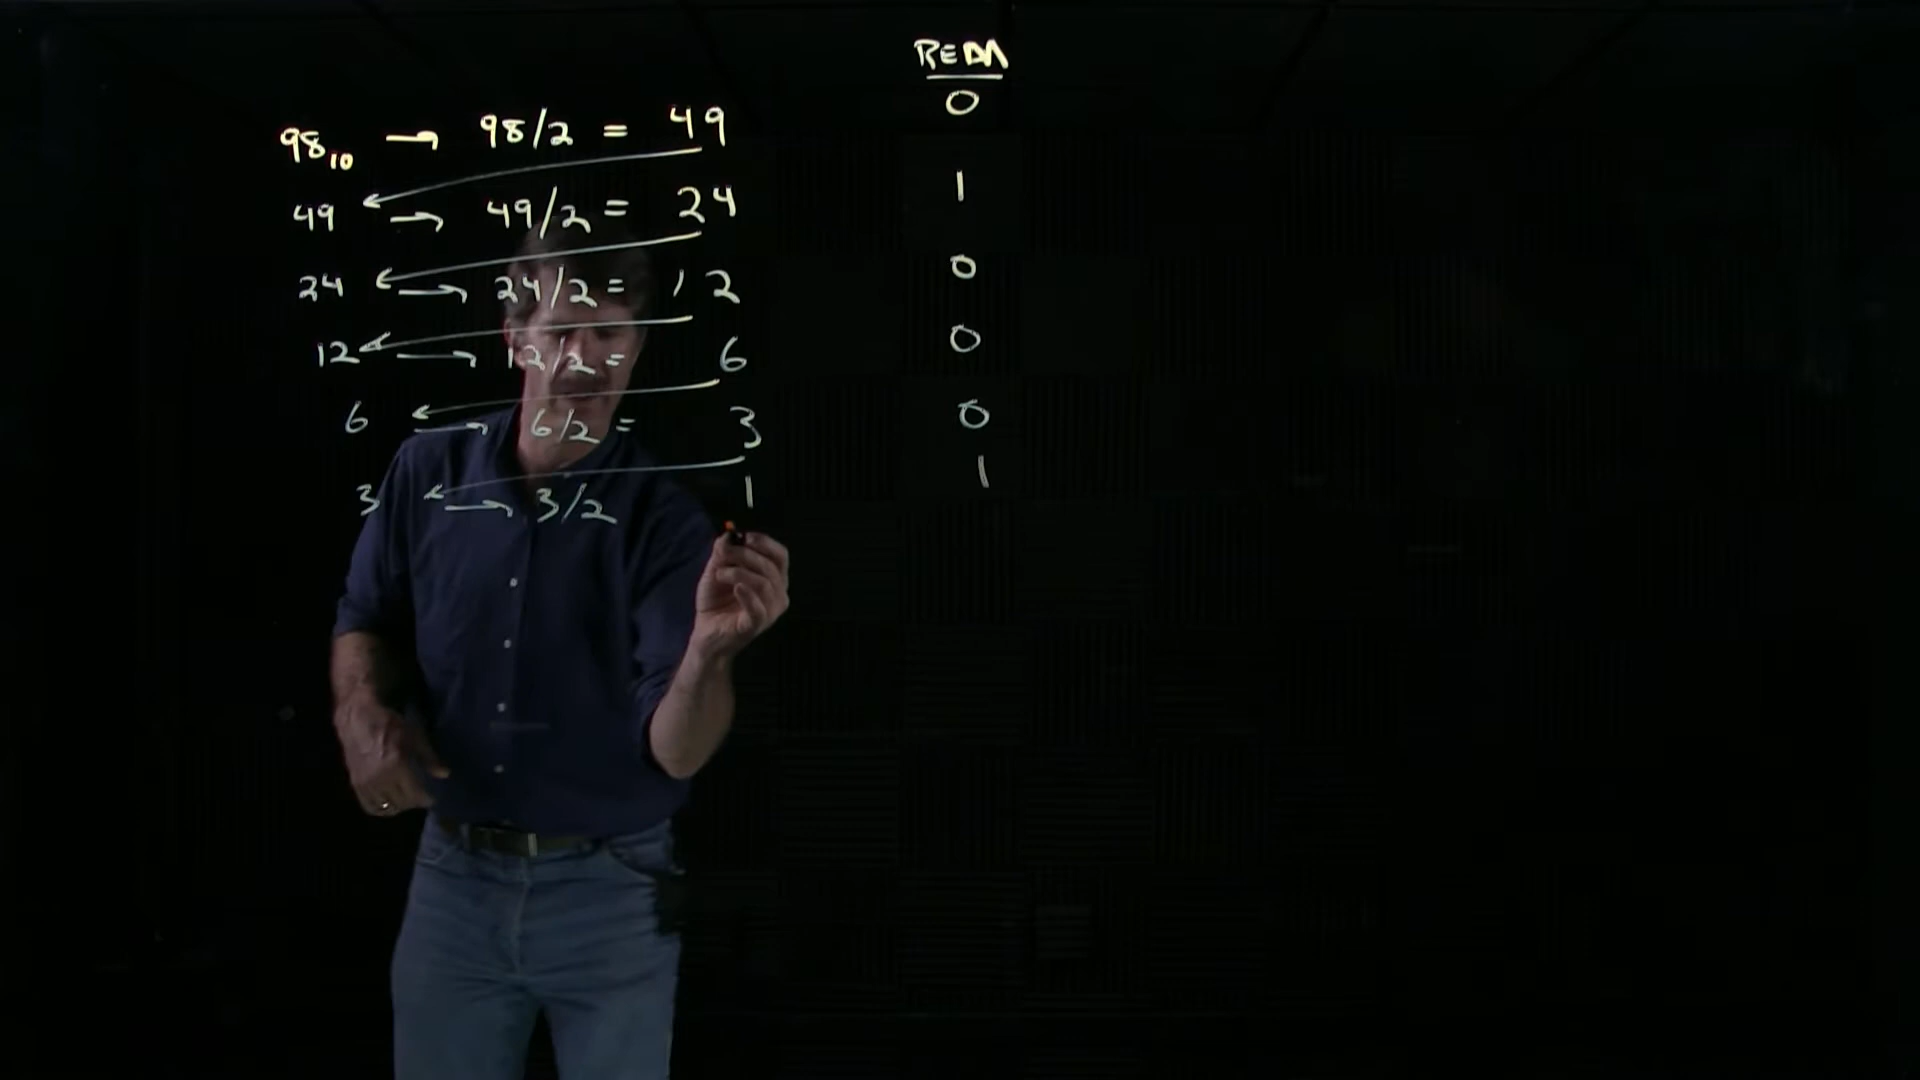 REM
98₁₀ → 98/2 = 49 0
49 → 49/2 = 24 1
24 → 24/2 = 12 0
12 → 12/2 = 6 0
6 → 6/2 = 3 0
3 → 3/2 1 1